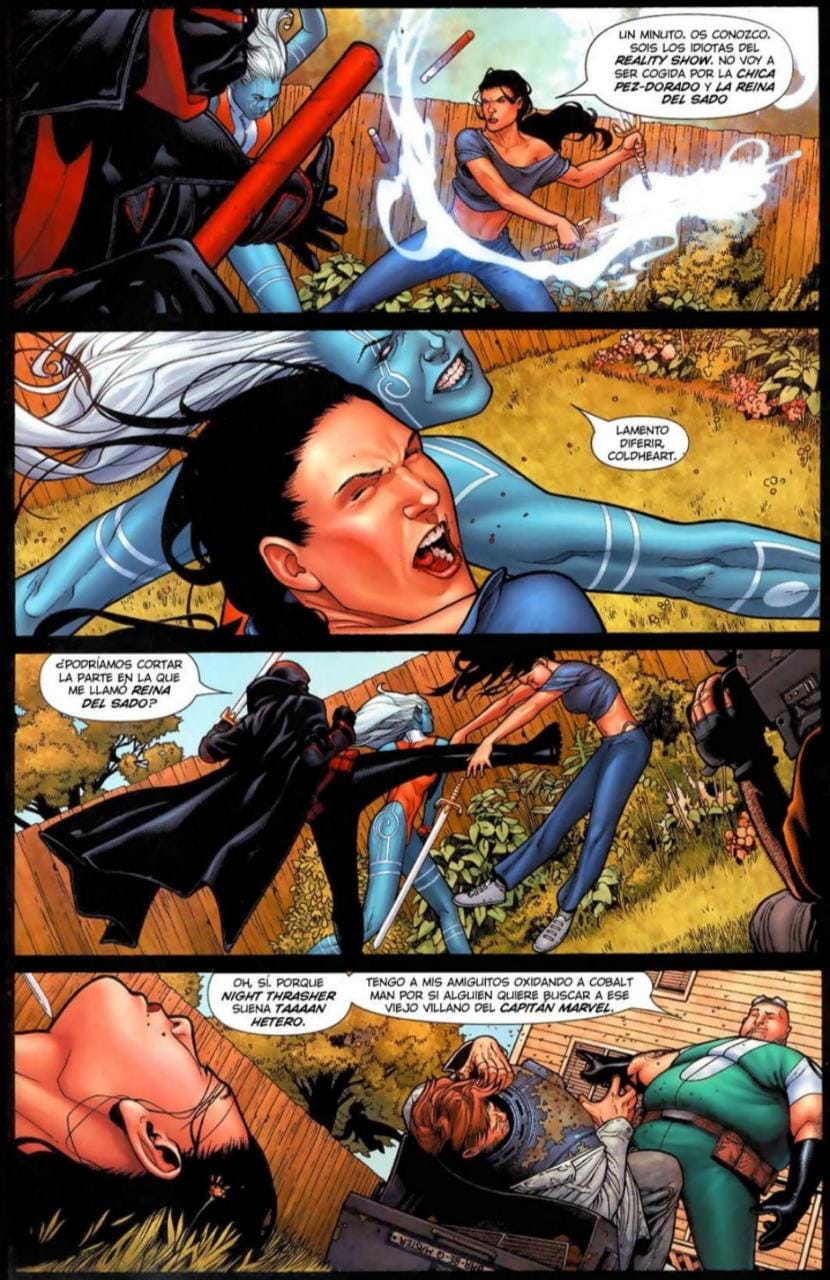 UN MINUTO. OS CONOZCO.
SOIS LOS IDIOTAS DEL
REALITY SHOW. NO VOY A
SER COGIDA POR LA CHICA
PEZ-DORADO Y LA REINA
DEL SADO
LAMENTO
DIFERIR,
COLDHEART.
¿PODRÍAMOS CORTAR
LA PARTE EN LA QUE
ME LLAMÓ REINA
DEL SADO?
OH, SÍ. PORQUE
NIGHT THRASHER
SUENA TAAAAN
HETERO.
TENGO A MIS AMIGUITOS OXIDANDO A COBALT
MAN POR SI ALGUIEN QUIERE BUSCAR A ESE
VIEJO VILLANO DEL CAPITÁN MARVEL.
BAR-BE-Q MASTER